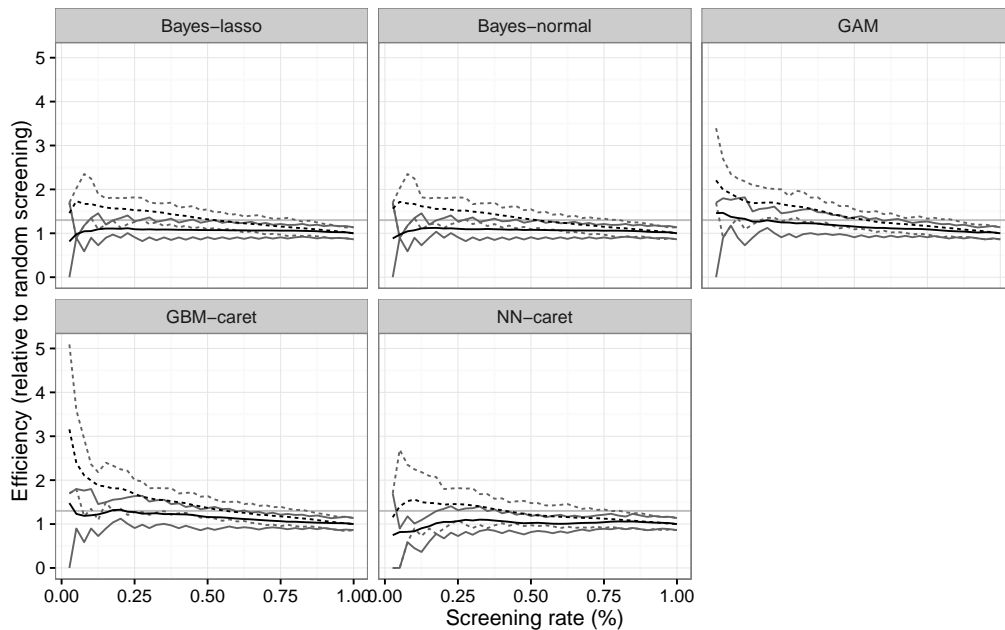 Bayes−lasso Bayes−normal GAM
5
4
3
2
1
0
GBM−caret NN−caret
5
4
3
2
1
0
0.00 0.25 0.50 0.75 1.00 0.00 0.25 0.50 0.75 1.00
Screening rate (%)
Efficiency (relative to random screening)